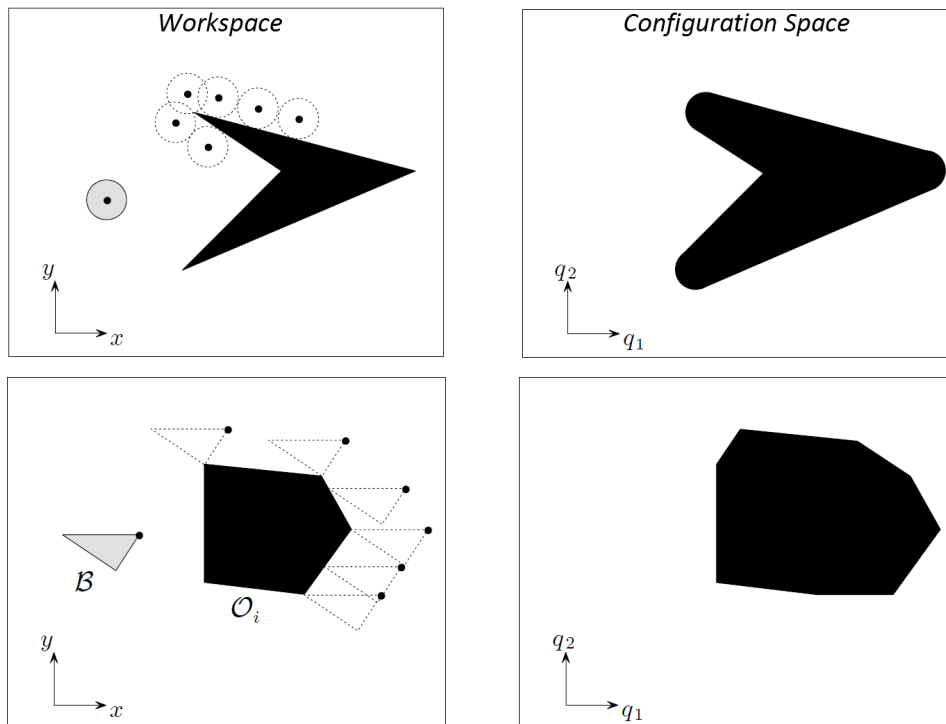 Workspace
Configuration Space
y
x
q₂
q₁
ℬ
𝒪ᵢ
y
x
q₂
q₁